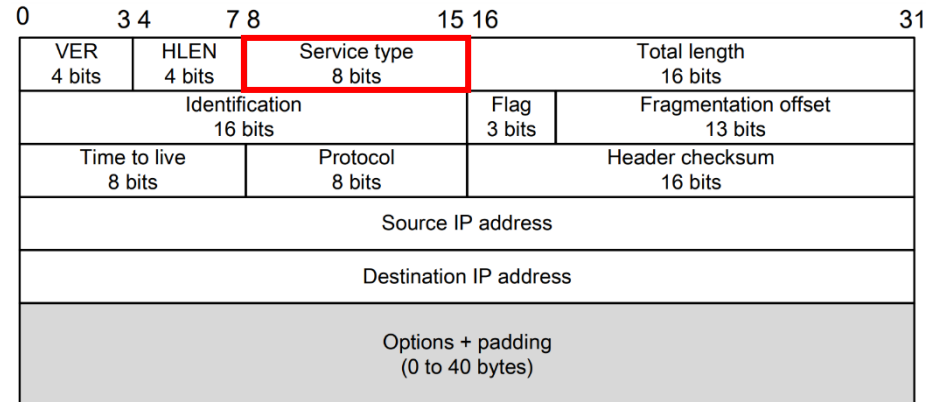 0 3 4 7 8 15 16 31
VER HLEN Service type Total length
4 bits 4 bits 8 bits 16 bits
Identification Flag Fragmentation offset
16 bits 3 bits 13 bits
Time to live Protocol Header checksum
8 bits 8 bits 16 bits
Source IP address
Destination IP address
Options + padding
(0 to 40 bytes)